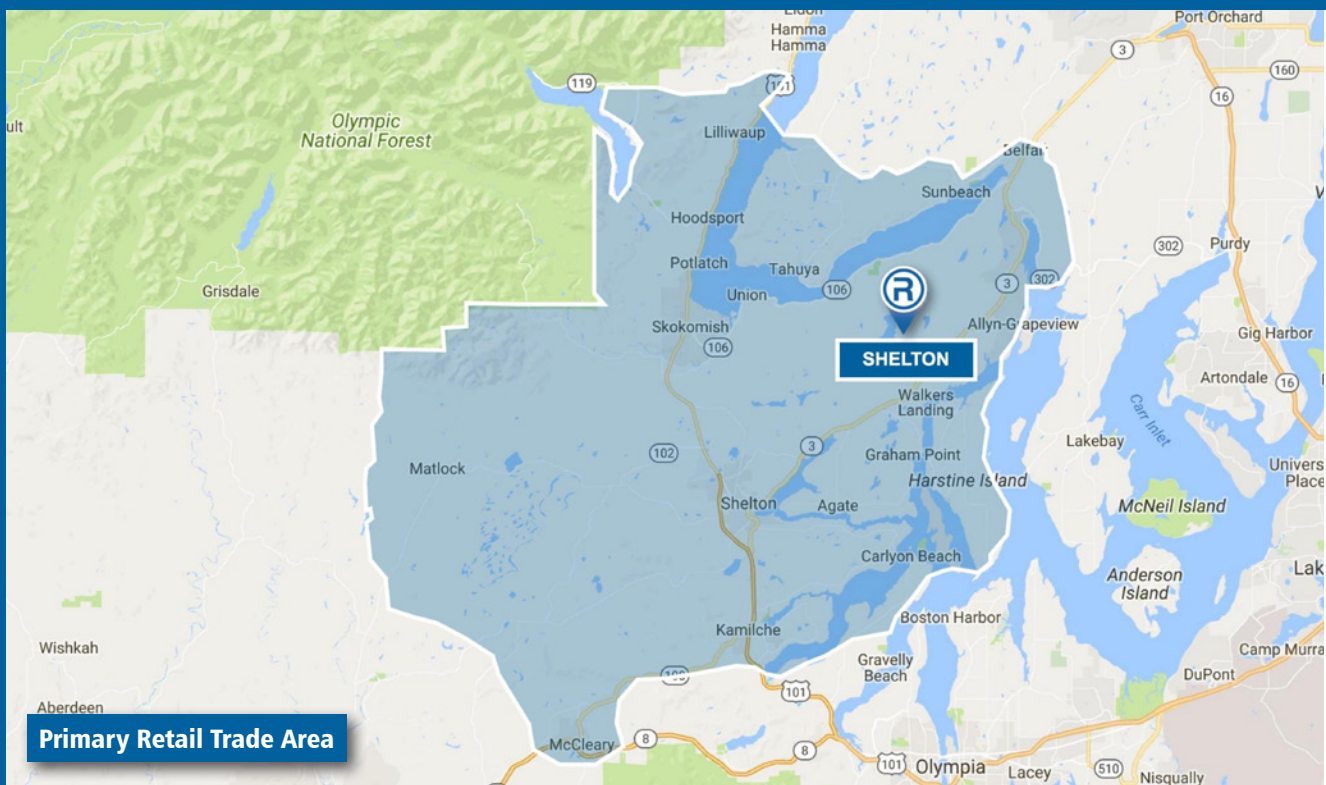 Eldon
Hamma
Hamma
Port Orchard
3
160
119
101
16
ult
Olympic
National Forest
Lilliwaup
Belfair
Sunbeach
Hoodsport
302
Purdy
Potlatch
Tahuya
106
R
3
302
Grisdale
Union
Skokomish
106
Allyn-Grapeview
Gig Harbor
SHELTON
Artondale
16
Walkers
Landing
Carr Inlet
Lakebay
3
102
Graham Point
Matlock
Harstine Island
Univers
Place
Shelton
Agate
McNeil Island
Carlyon Beach
Anderson
Island
Lak
Boston Harbor
Kamilche
Wishkah
Camp Murra
Gravelly
Beach
DuPont
108
101
Aberdeen
Primary Retail Trade Area
McCleary
8
8
101
Olympia
Lacey
510
Nisqually